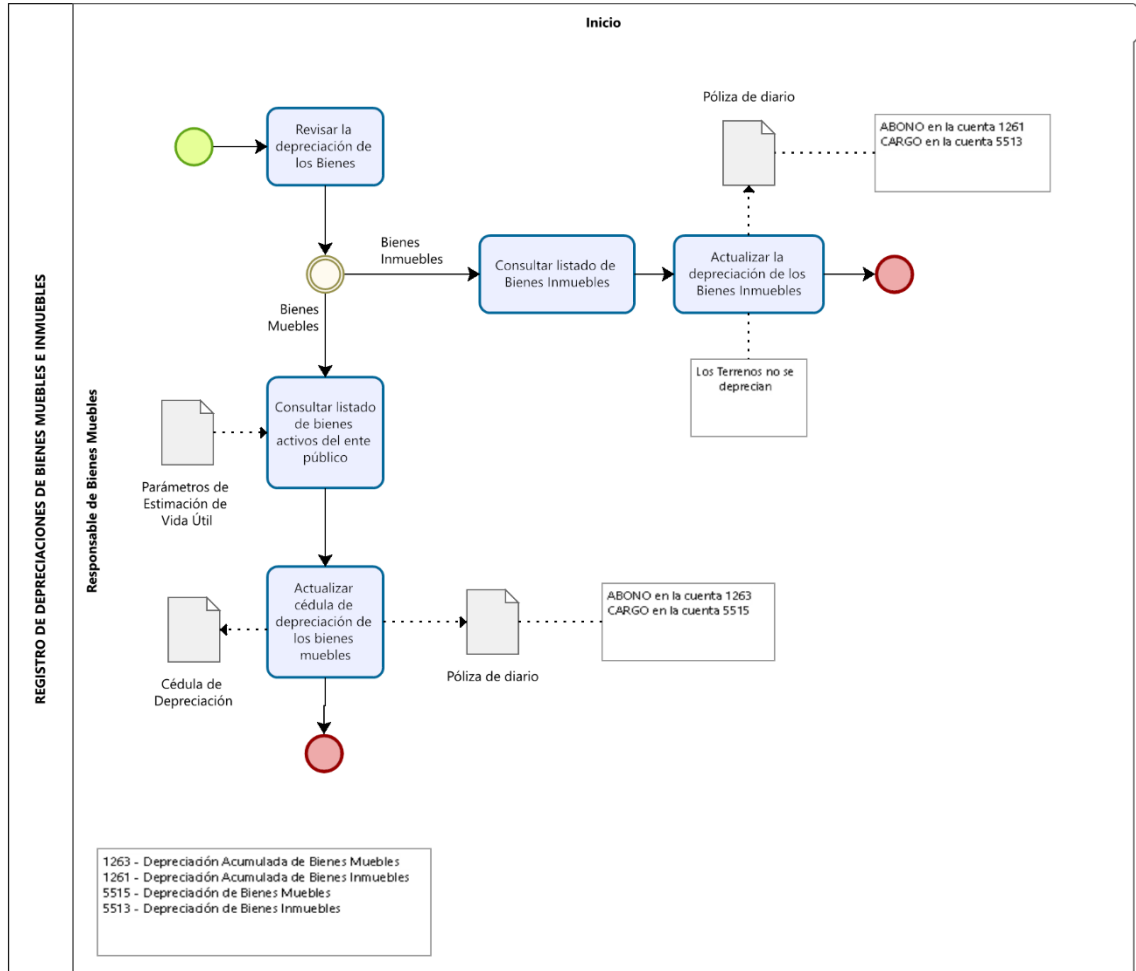 REGISTRO DE DEPRECIACIONES DE BIENES MUEBLES E INMUEBLES
Responsable de Bienes Muebles
Inicio
Revisar la
depreciación de
los Bienes
Póliza de diario
ABONO en la cuenta 1261
CARGO en la cuenta 5513
Bienes
Inmuebles
Consultar listado de
Bienes Inmuebles
Actualizar la
depreciación de los
Bienes Inmuebles
Bienes
Muebles
Los Terrenos no se
deprecian
Consultar listado
de bienes
activos del ente
público
Parámetros de
Estimación de
Vida Útil
Actualizar
cédula de
depreciación de
los bienes
muebles
Cédula de
Depreciación
Póliza de diario
ABONO en la cuenta 1263
CARGO en la cuenta 5515
1263 - Depreciación Acumulada de Bienes Muebles
1261 - Depreciación Acumulada de Bienes Inmuebles
5515 - Depreciación de Bienes Muebles
5513 - Depreciación de Bienes Inmuebles